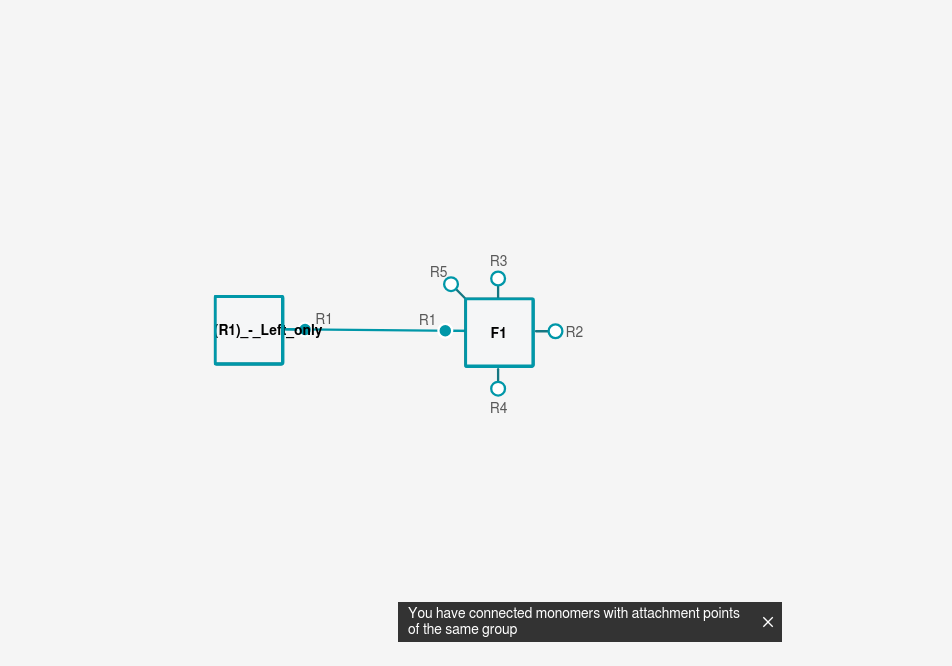 R3
R5
R1
R1
(R1)_-_Left_only
F1
R2
R4
You have connected monomers with attachment points
of the same group